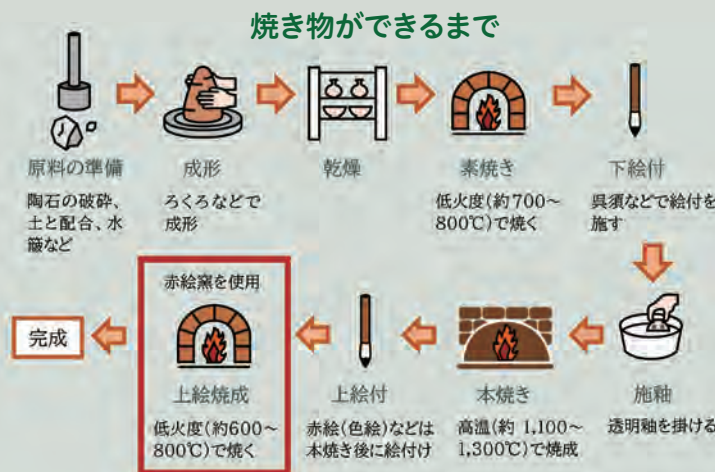 焼き物ができるまで
原料の準備
陶石の破砕、
土と配合、水
簸など
成形
ろくろなどで
成形
乾燥
素焼き
低火度(約700～
800℃)で焼く
下絵付
呉須などで絵付を
施す
施釉
透明釉を掛ける
本焼き
高温(約 1,100～
1,300℃)で焼成
上絵付
赤絵(色絵)などは
本焼き後に絵付け
赤絵窯を使用
上絵焼成
低火度(約600～
800℃)で焼く
完成